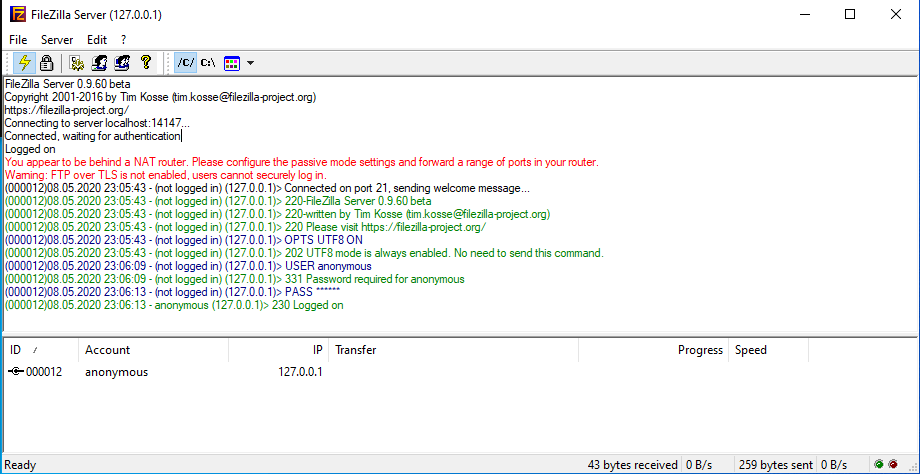 FileZilla Server (127.0.0.1)
File Server Edit ?
/C/ C:\
FileZilla Server 0.9.60 beta
Copyright 2001-2016 by Tim Kosse (tim.kosse@filezilla-project.org)
https://filezilla-project.org/
Connecting to server localhost:14147...
Connected, waiting for authentication
Logged on
You appear to be behind a NAT router. Please configure the passive mode settings and forward a range of ports in your router.
Warning: FTP over TLS is not enabled, users cannot securely log in.
(000012)08.05.2020 23:05:43 - (not logged in) (127.0.0.1)> Connected on port 21, sending welcome message...
(000012)08.05.2020 23:05:43 - (not logged in) (127.0.0.1)> 220-FileZilla Server 0.9.60 beta
(000012)08.05.2020 23:05:43 - (not logged in) (127.0.0.1)> 220-written by Tim Kosse (tim.kosse@filezilla-project.org)
(000012)08.05.2020 23:05:43 - (not logged in) (127.0.0.1)> 220 Please visit https://filezilla-project.org/
(000012)08.05.2020 23:05:43 - (not logged in) (127.0.0.1)> OPTS UTF8 ON
(000012)08.05.2020 23:05:43 - (not logged in) (127.0.0.1)> 202 UTF8 mode is always enabled. No need to send this command.
(000012)08.05.2020 23:06:09 - (not logged in) (127.0.0.1)> USER anonymous
(000012)08.05.2020 23:06:09 - (not logged in) (127.0.0.1)> 331 Password required for anonymous
(000012)08.05.2020 23:06:13 - (not logged in) (127.0.0.1)> PASS ******
(000012)08.05.2020 23:06:13 - anonymous (127.0.0.1)> 230 Logged on
ID / Account IP Transfer Progress Speed
000012 anonymous 127.0.0.1
Ready 43 bytes received 0 B/s 259 bytes sent 0 B/s